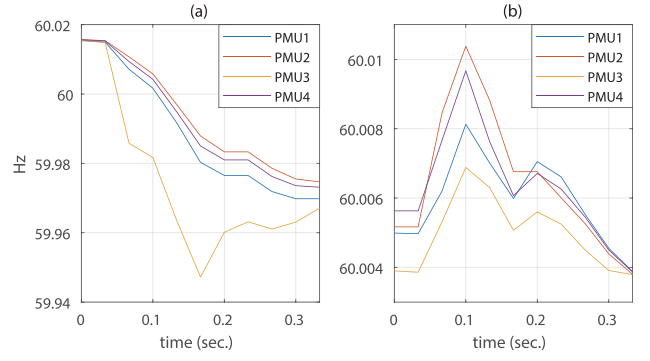 (a)
60.02
60
59.98
59.96
59.94
Hz
0
0.1
0.2
0.3
time (sec.)
PMU1
PMU2
PMU3
PMU4
(b)
60.01
60.008
60.006
60.004
0
0.1
0.2
0.3
time (sec.)
PMU1
PMU2
PMU3
PMU4